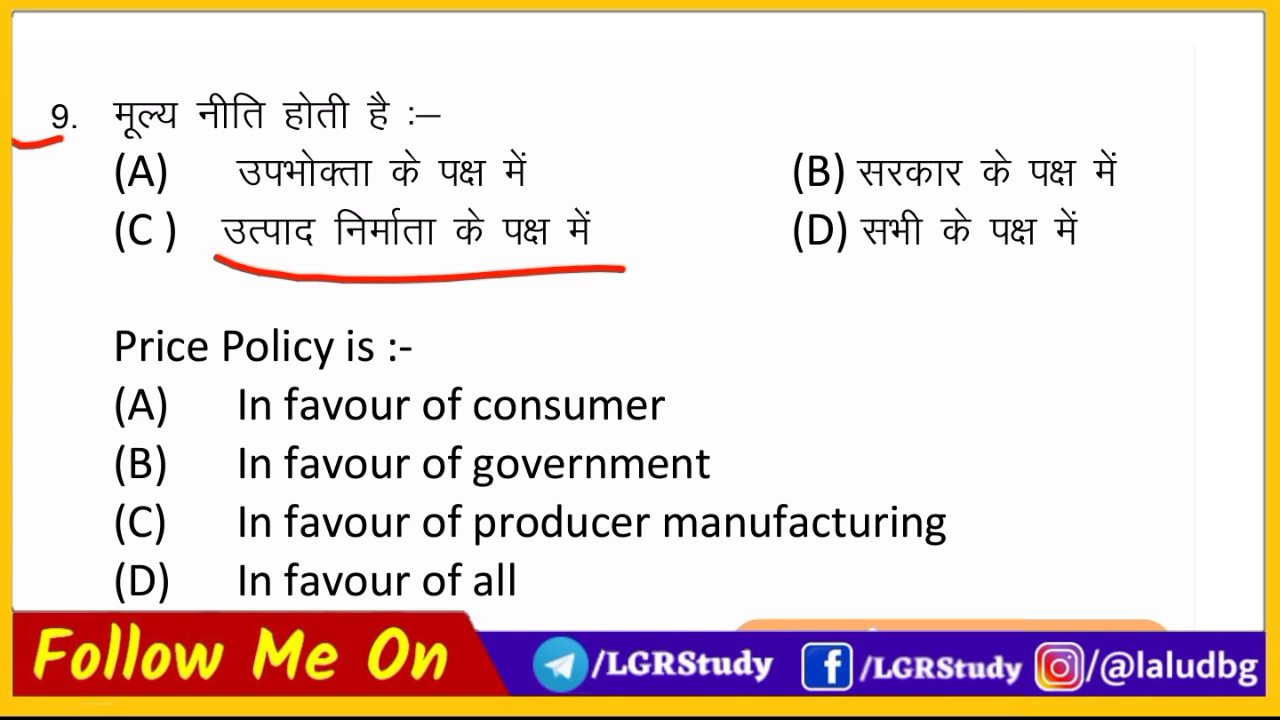 9. मूल्य नीति होती है :–
(A) उपभोक्ता के पक्ष में (B) सरकार के पक्ष में
(C ) उत्पाद निर्माता के पक्ष में (D) सभी के पक्ष में
Price Policy is :-
(A) In favour of consumer
(B) In favour of government
(C) In favour of producer manufacturing
(D) In favour of all
Follow Me On /LGRStudy /LGRStudy /@laludbg